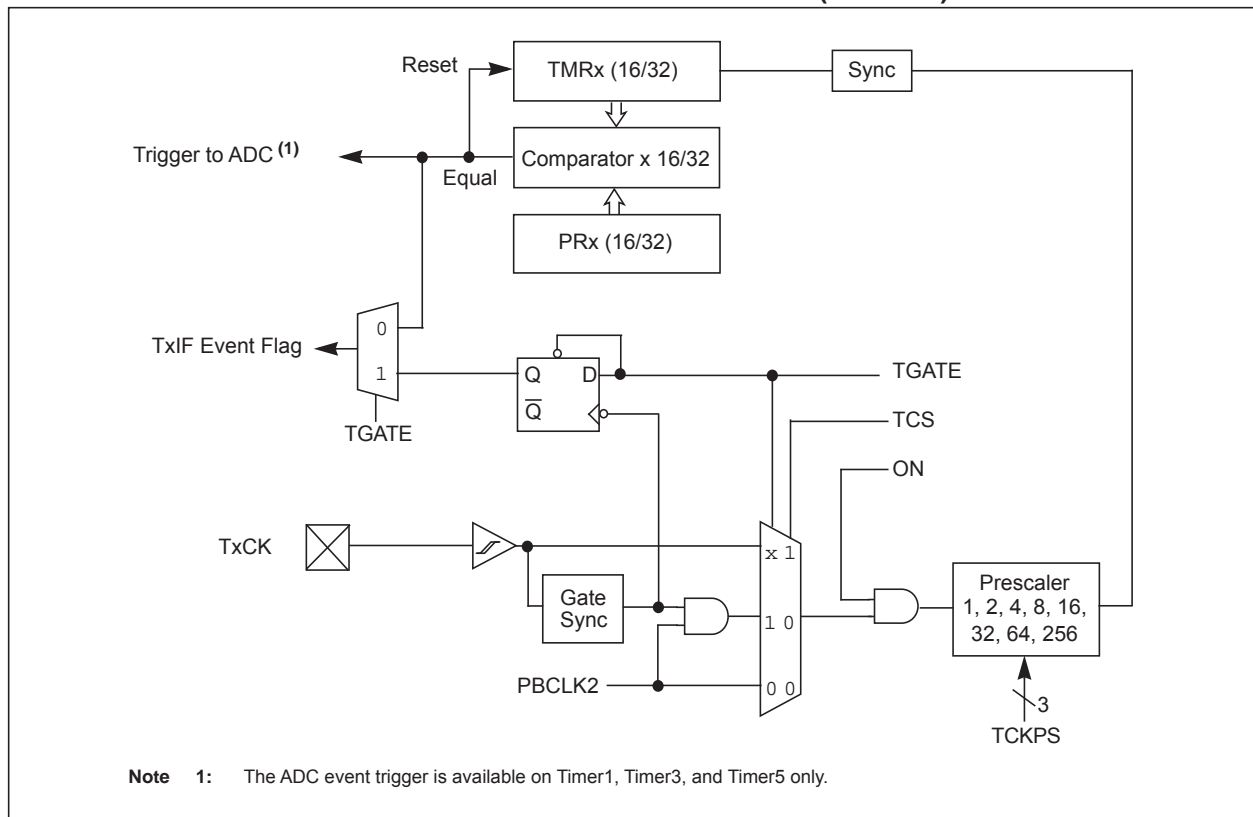 Reset
TMRx (16/32)
Sync
Trigger to ADC (1)
Equal
Comparator x 16/32
PRx (16/32)
TxIF Event Flag
0
1
TGATE
Q
D
Q
TGATE
TCS
ON
TxCK
Gate
Sync
x 1
1 0
0 0
PBCLK2
Prescaler
1, 2, 4, 8, 16,
32, 64, 256
3
TCKPS
Note 1: The ADC event trigger is available on Timer1, Timer3, and Timer5 only.